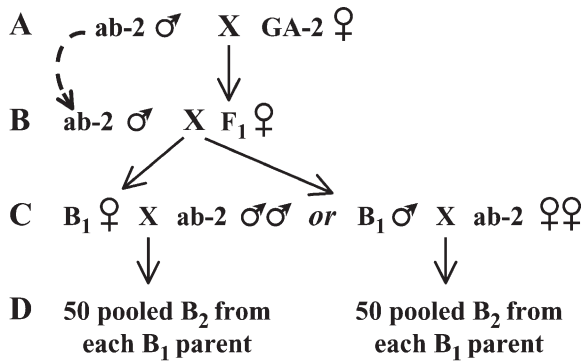 A ab-2 ♂ X GA-2 ♀
B ab-2 ♂ X F1 ♀
C B1 ♀ X ab-2 ♂♂ or B1 ♂ X ab-2 ♀♀
D 50 pooled B2 from 50 pooled B2 from
each B1 parent each B1 parent